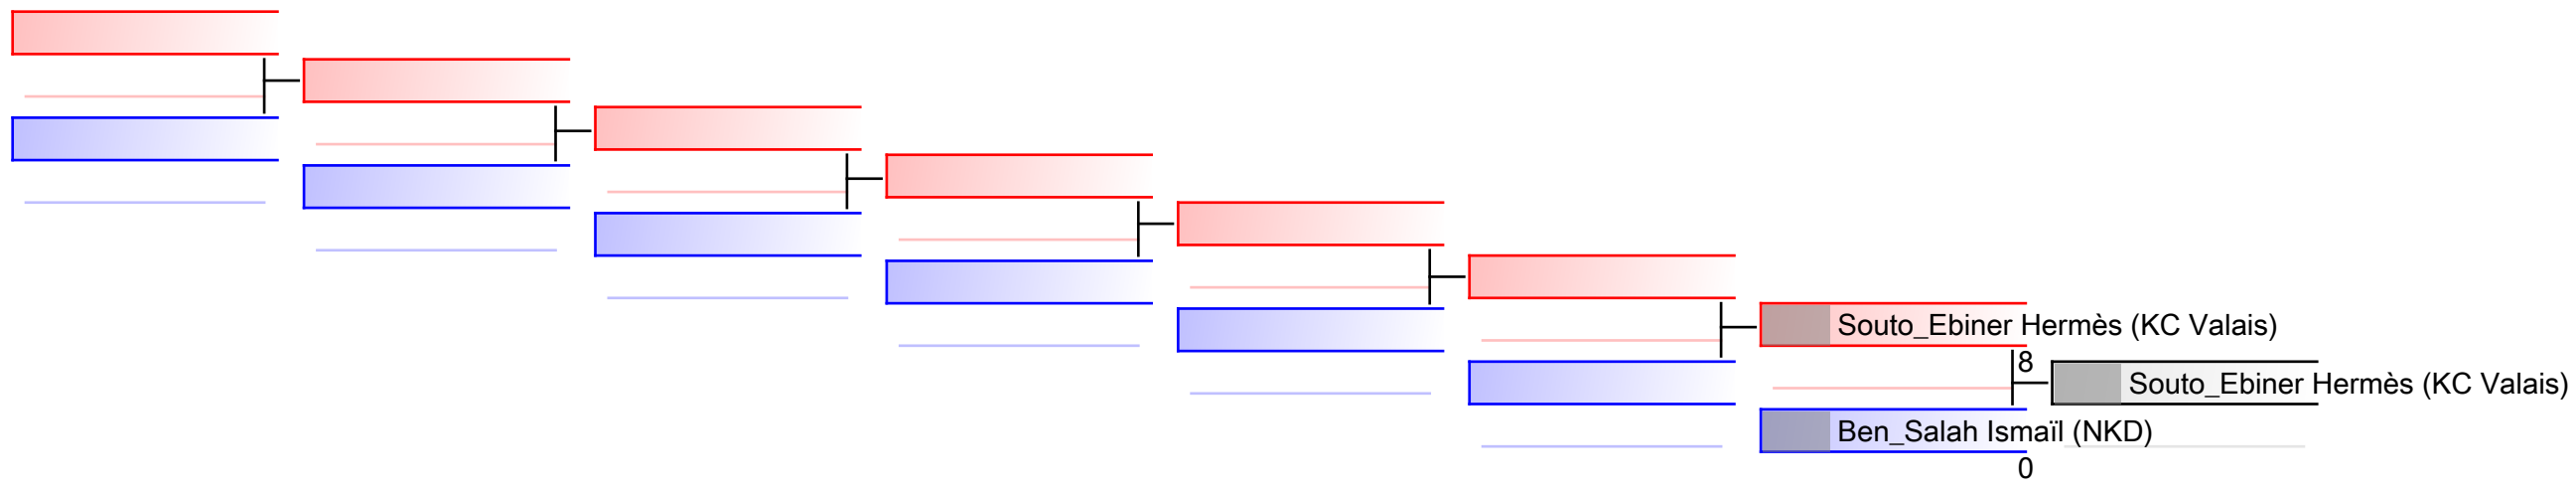 Souto_Ebiner Hermès (KC Valais)
8
Souto_Ebiner Hermès (KC Valais)
Ben_Salah Ismaïl (NKD)
0